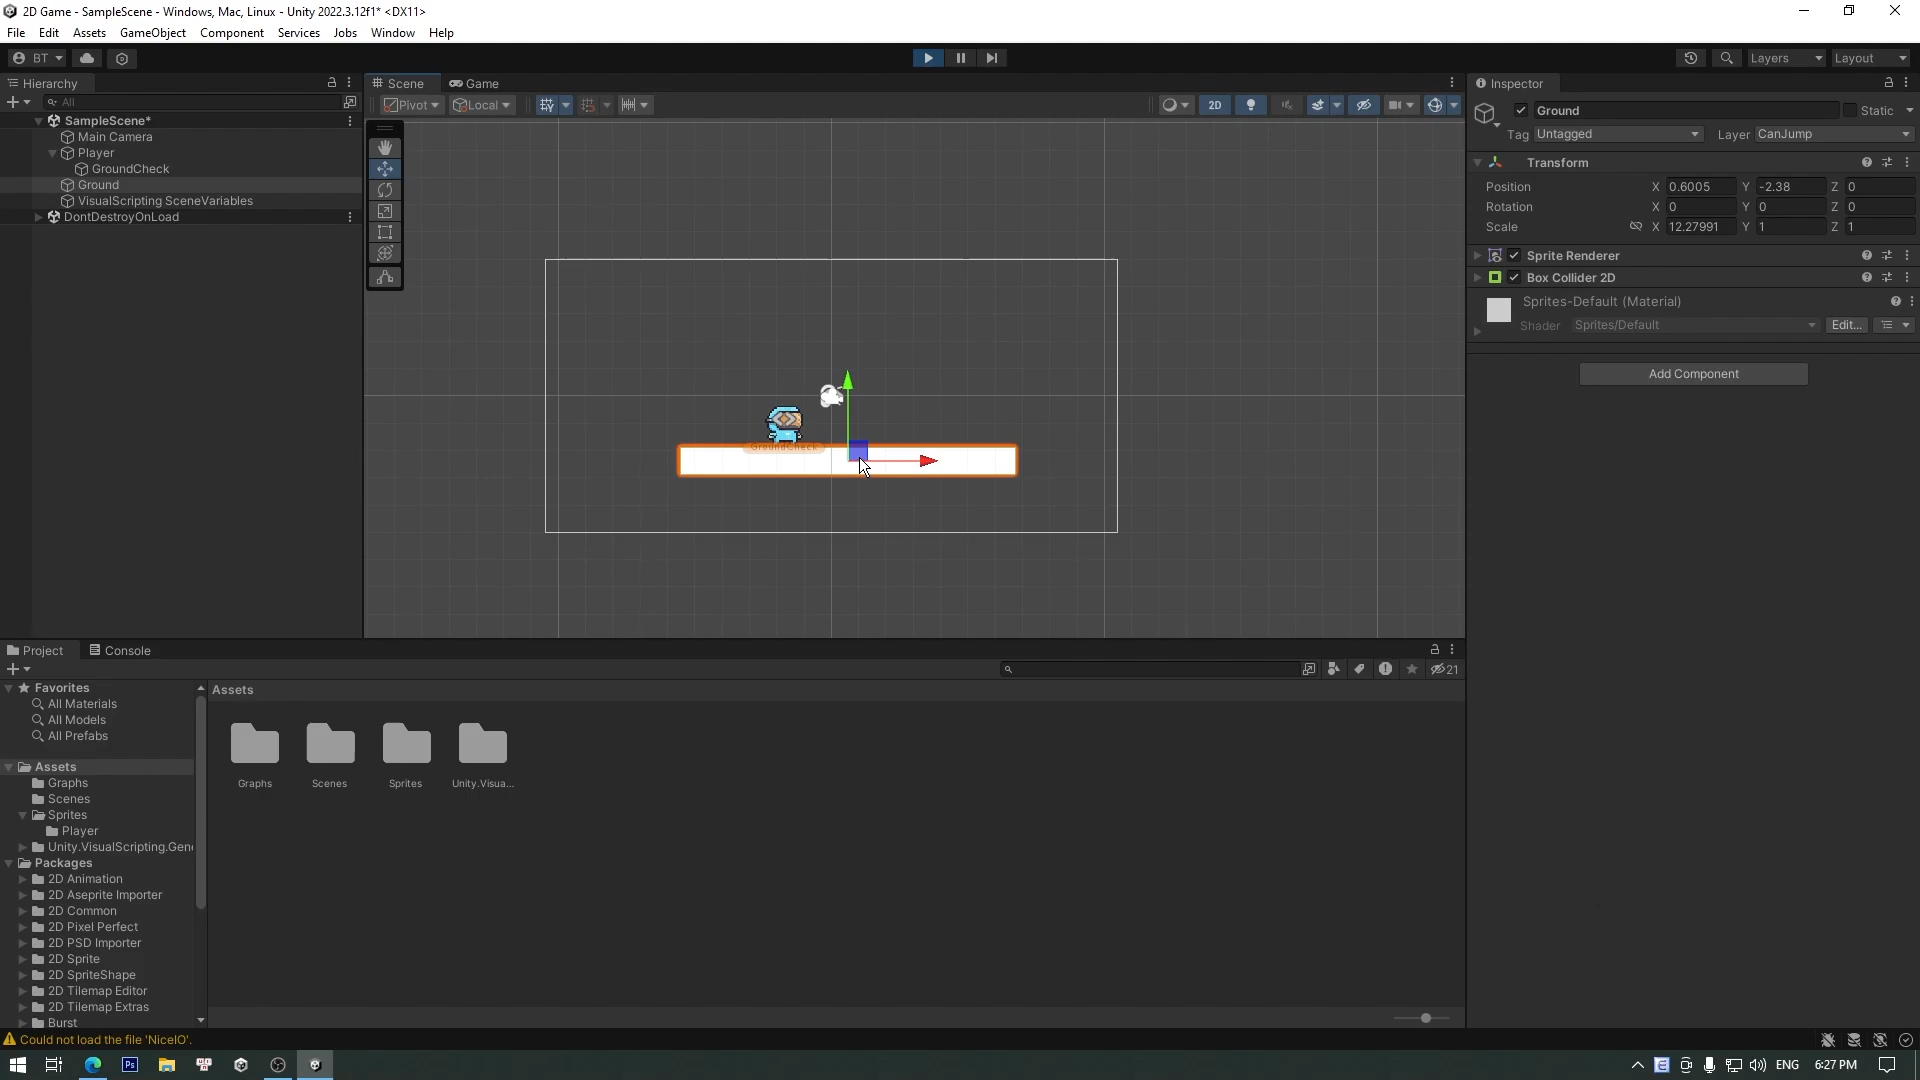 2D Game - SampleScene - Windows, Mac, Linux - Unity 2022.3.12f1* <DX11>
File Edit Assets GameObject Component Services Jobs Window Help
BT Layers Layout
Hierarchy
All
SampleScene*
Main Camera
Player
GroundCheck
Ground
VisualScripting SceneVariables
DontDestroyOnLoad
Scene Game
Pivot Local 2D
GroundCheck
Inspector
Ground Static
Tag Untagged Layer CanJump
Transform
Position X 0.6005 Y -2.38 Z 0
Rotation X 0 Y 0 Z 0
Scale X 12.27991 Y 1 Z 1
Sprite Renderer
Box Collider 2D
Sprites-Default (Material)
Shader Sprites/Default Edit...
Add Component
Project Console
21
Favorites
All Materials
All Models
All Prefabs
Assets
Graphs
Scenes
Sprites
Player
Unity.VisualScripting.Gen
Packages
2D Animation
2D Aseprite Importer
2D Common
2D Pixel Perfect
2D PSD Importer
2D Sprite
2D SpriteShape
2D Tilemap Editor
2D Tilemap Extras
Burst
Assets
Graphs Scenes Sprites Unity.Visua...
Could not load the file 'NiceIO'.
Ps ENG 6:27 PM